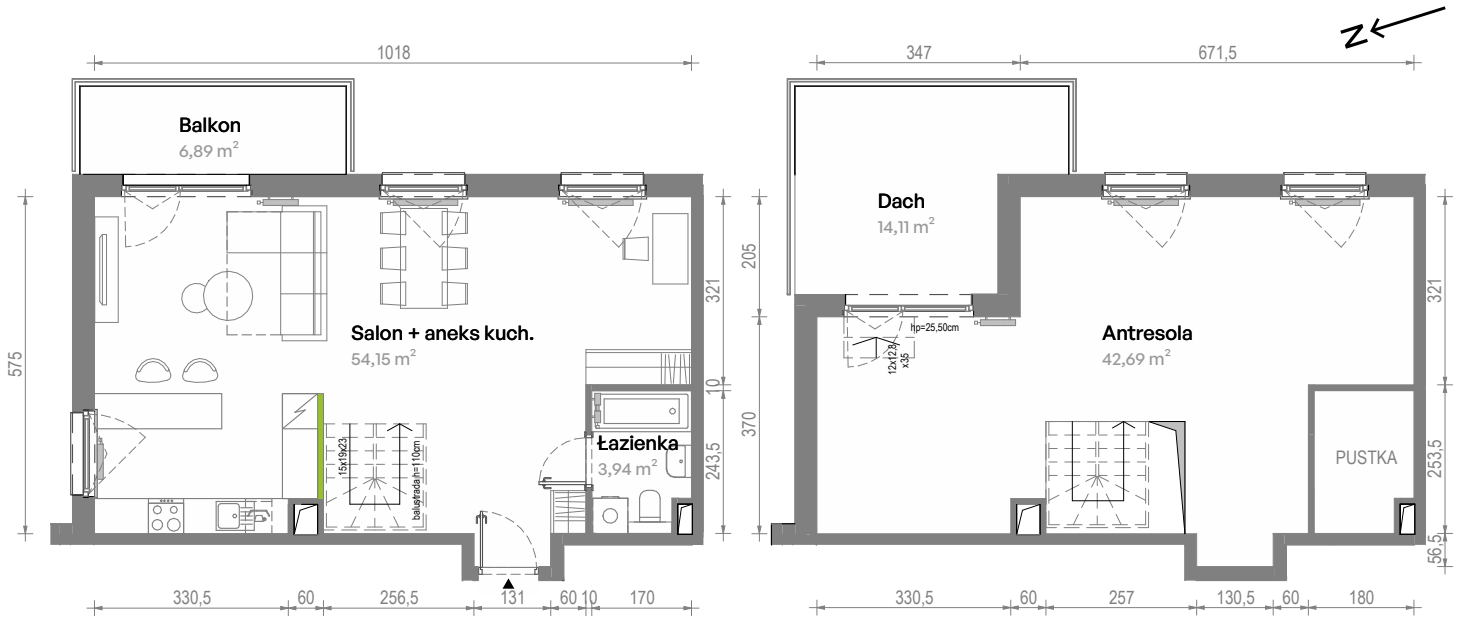 1018
347
671,5
N
Balkon
6,89 m²
Dach
14,11 m²
205
321
321
575
Salon + aneks kuch.
54,15 m²
hp=25,50cm
12x12,8
x35
Antresola
42,69 m²
10
370
15x19x23
balustrada h=110cm
Łazienka
3,94 m²
243,5
PUSTKA
253,5
56,5
330,5
60
256,5
131
60
10
170
330,5
60
257
130,5
60
180